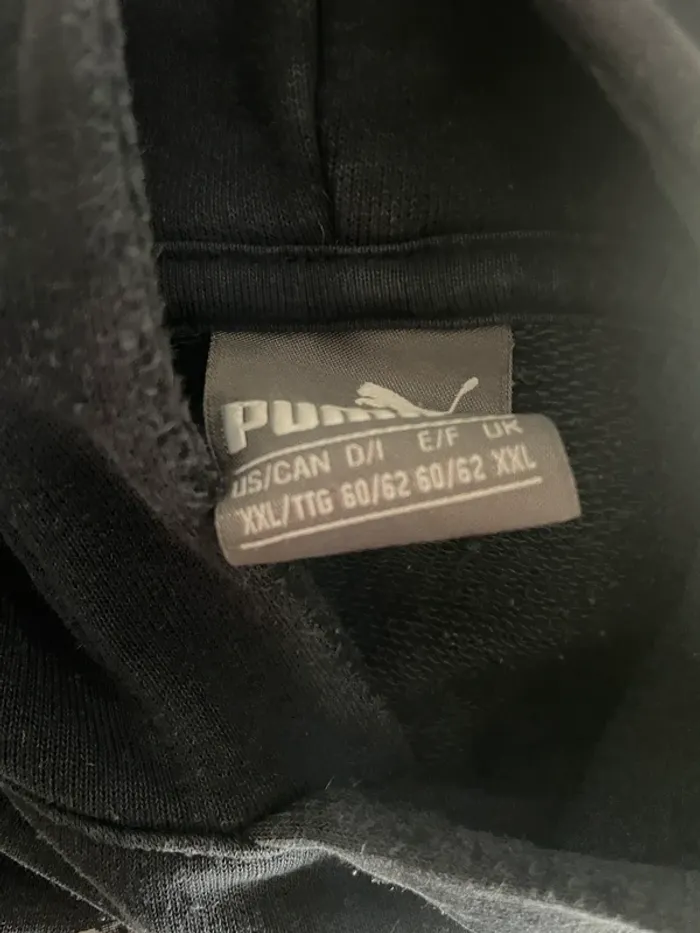 PUMA
US/CAN D/I E/F UK
XXL/TTG 60/62 60/62 XXL